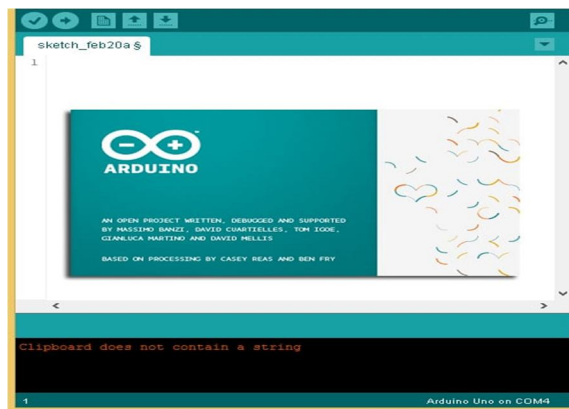 sketch_feb20a §
1
ARDUINO
AN OPEN PROJECT WRITTEN, DEBUGGED AND SUPPORTED
BY MASSIMO BANZI, DAVID CUARTIELLES, TOM IGOE,
GIANLUCA MARTINO AND DAVID MELLIS
BASED ON PROCESSING BY CASEY REAS AND BEN FRY
Clipboard does not contain a string
1
Arduino Uno on COM4